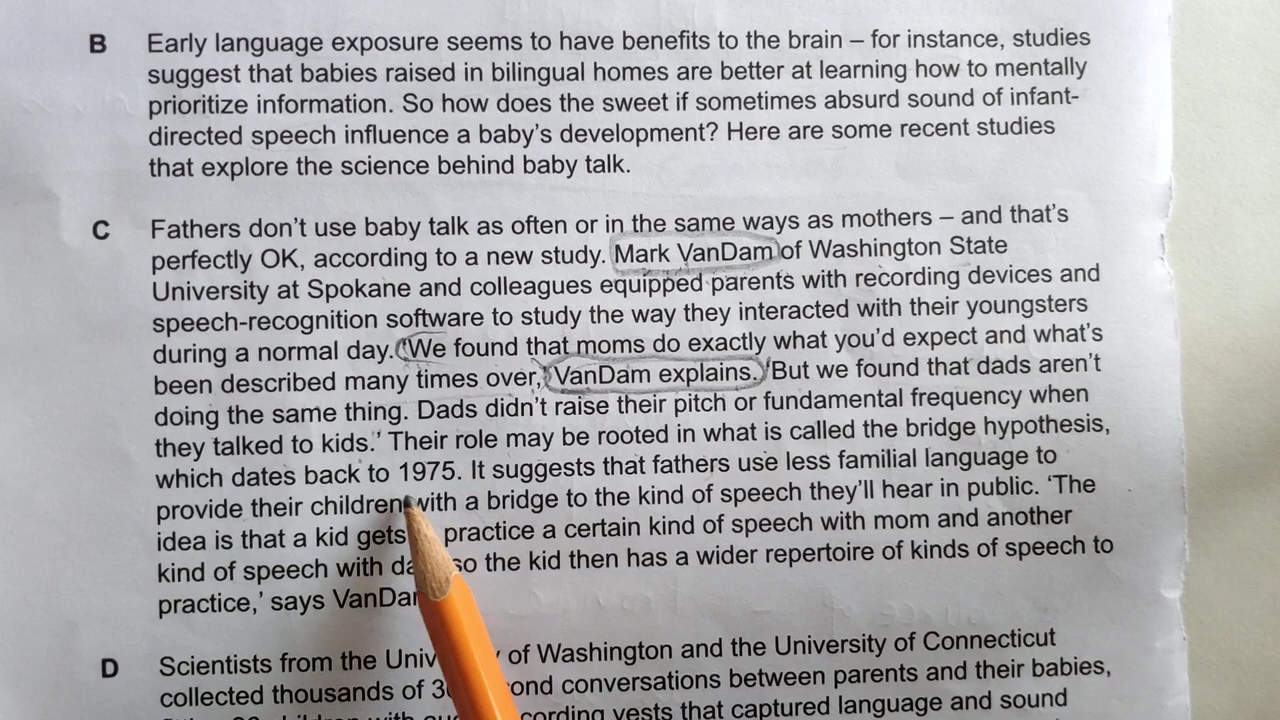 B Early language exposure seems to have benefits to the brain – for instance, studies
suggest that babies raised in bilingual homes are better at learning how to mentally
prioritize information. So how does the sweet if sometimes absurd sound of infant-
directed speech influence a baby's development? Here are some recent studies
that explore the science behind baby talk.
C Fathers don't use baby talk as often or in the same ways as mothers – and that's
perfectly OK, according to a new study. Mark VanDam of Washington State
University at Spokane and colleagues equipped parents with recording devices and
speech-recognition software to study the way they interacted with their youngsters
during a normal day. 'We found that moms do exactly what you'd expect and what's
been described many times over,' VanDam explains. 'But we found that dads aren't
doing the same thing. Dads didn't raise their pitch or fundamental frequency when
they talked to kids.' Their role may be rooted in what is called the bridge hypothesis,
which dates back to 1975. It suggests that fathers use less familial language to
provide their children with a bridge to the kind of speech they'll hear in public. 'The
idea is that a kid gets practice a certain kind of speech with mom and another
kind of speech with so the kid then has a wider repertoire of kinds of speech to
practice,' says
D Scientists from the of Washington and the University of Connecticut
collected thousands of conversations between parents and their babies,
vests that captured language and sound